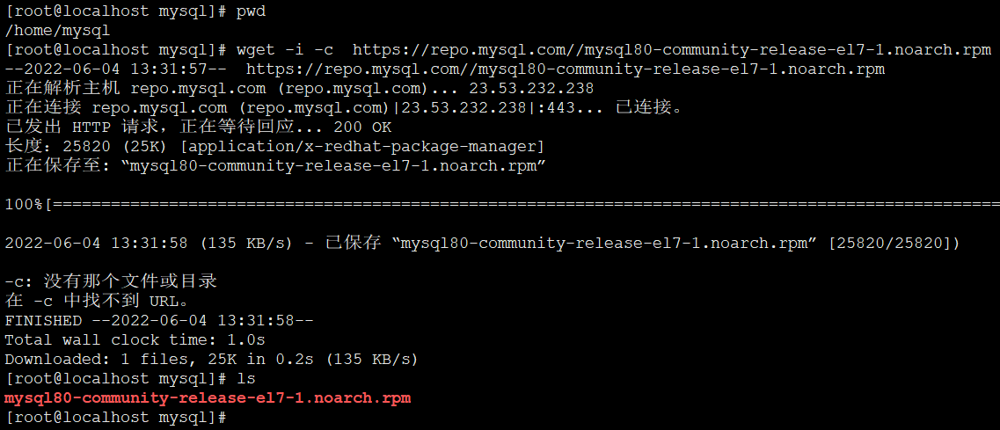 [root@localhost mysql]# pwd
/home/mysql
[root@localhost mysql]# wget -i -c  https://repo.mysql.com//mysql80-community-release-el7-1.noarch.rpm
--2022-06-04 13:31:57--  https://repo.mysql.com//mysql80-community-release-el7-1.noarch.rpm
正在解析主机 repo.mysql.com (repo.mysql.com)... 23.53.232.238
正在连接 repo.mysql.com (repo.mysql.com)|23.53.232.238|:443... 已连接。
已发出 HTTP 请求，正在等待回应... 200 OK
长度：25820 (25K) [application/x-redhat-package-manager]
正在保存至: “mysql80-community-release-el7-1.noarch.rpm”
100%[===================================================================================================
2022-06-04 13:31:58 (135 KB/s) - 已保存 “mysql80-community-release-el7-1.noarch.rpm” [25820/25820])
-c: 没有那个文件或目录
在 -c 中找不到 URL。
FINISHED --2022-06-04 13:31:58--
Total wall clock time: 1.0s
Downloaded: 1 files, 25K in 0.2s (135 KB/s)
[root@localhost mysql]# ls
mysql80-community-release-el7-1.noarch.rpm
[root@localhost mysql]#